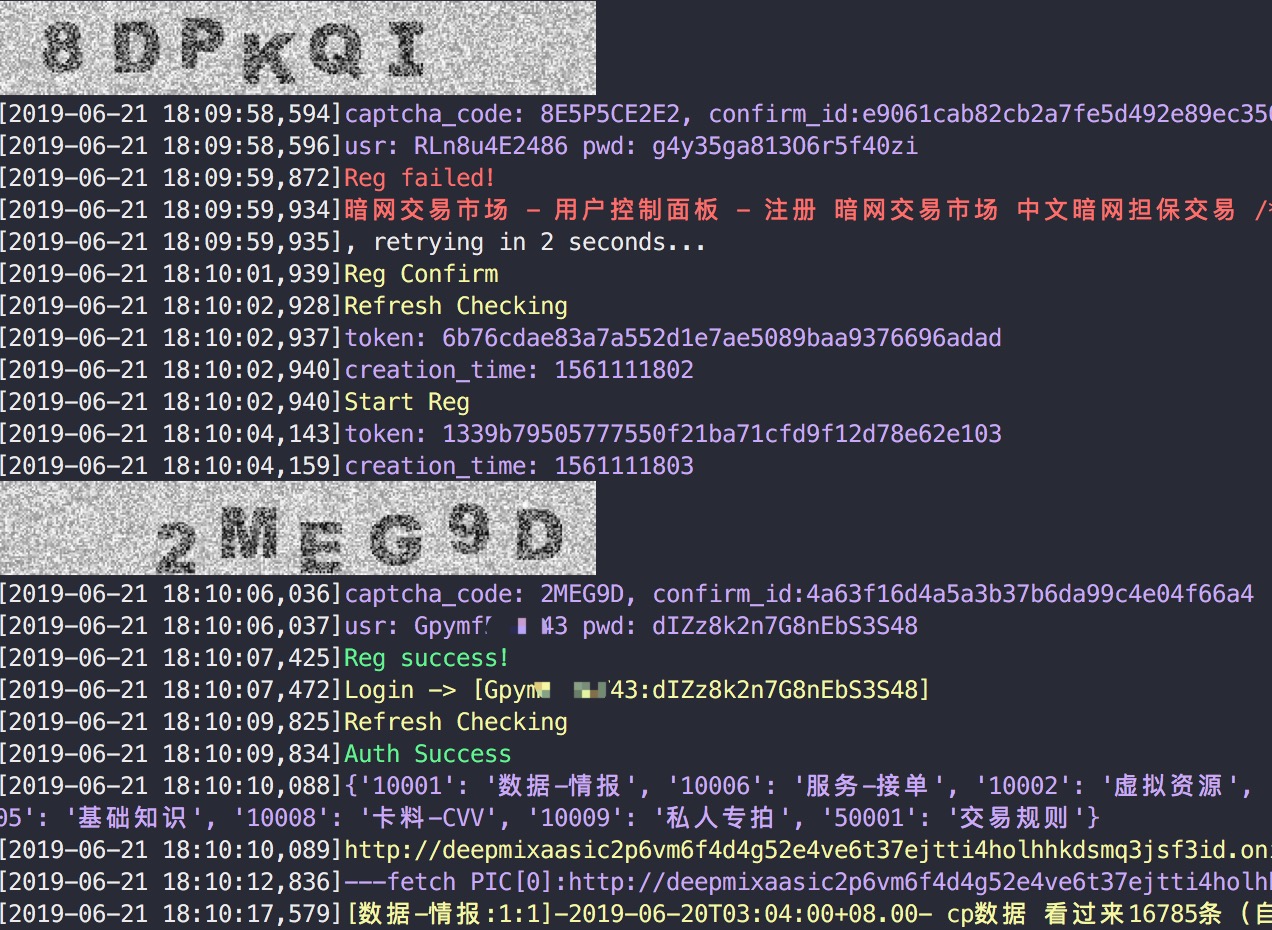 8DPKQI
[2019-06-21 18:09:58,594]captcha_code: 8E5P5CE2E2, confirm_id:e9061cab82cb2a7fe5d492e89ec350
[2019-06-21 18:09:58,596]usr: RLn8u4E2486 pwd: g4y35ga813O6r5f40zi
[2019-06-21 18:09:59,872]Reg failed!
[2019-06-21 18:09:59,934]暗网交易市场 - 用户控制面板 - 注册 暗网交易市场 中文暗网担保交易 /*
[2019-06-21 18:09:59,935], retrying in 2 seconds...
[2019-06-21 18:10:01,939]Reg Confirm
[2019-06-21 18:10:02,928]Refresh Checking
[2019-06-21 18:10:02,937]token: 6b76cdae83a7a552d1e7ae5089baa9376696adad
[2019-06-21 18:10:02,940]creation_time: 1561111802
[2019-06-21 18:10:02,940]Start Reg
[2019-06-21 18:10:04,143]token: 1339b79505777550f21ba71cfd9f12d78e62e103
[2019-06-21 18:10:04,159]creation_time: 1561111803
2MEG9D
[2019-06-21 18:10:06,036]captcha_code: 2MEG9D, confirm_id:4a63f16d4a5a3b37b6da99c4e04f66a4
[2019-06-21 18:10:06,037]usr: Gpymf 43 pwd: dIZz8k2n7G8nEbS3S48
[2019-06-21 18:10:07,425]Reg success!
[2019-06-21 18:10:07,472]Login -> [Gpym 43:dIZz8k2n7G8nEbS3S48]
[2019-06-21 18:10:09,825]Refresh Checking
[2019-06-21 18:10:09,834]Auth Success
[2019-06-21 18:10:10,088]{'10001': '数据-情报', '10006': '服务-接单', '10002': '虚拟资源',
05': '基础知识', '10008': '卡料-CVV', '10009': '私人专拍', '50001': '交易规则'}
[2019-06-21 18:10:10,089]http://deepmixaasic2p6vm6f4d4g52e4ve6t37ejtti4holhhkdsmq3jsf3id.oni
[2019-06-21 18:10:12,836]---fetch PIC[0]:http://deepmixaasic2p6vm6f4d4g52e4ve6t37ejtti4holhh
[2019-06-21 18:10:17,579][数据-情报:1:1]-2019-06-20T03:04:00+08.00- cp数据 看过来16785条（自